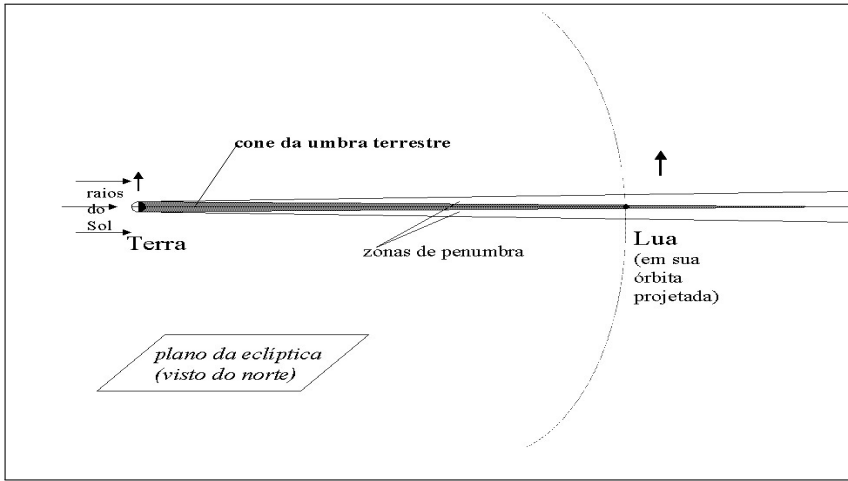 cone da umbra terrestre
raios
do
Sol
Terra
zonas de penumbra
Lua
(em sua
órbita
projetada)
plano da eclíptica
(visto do norte)